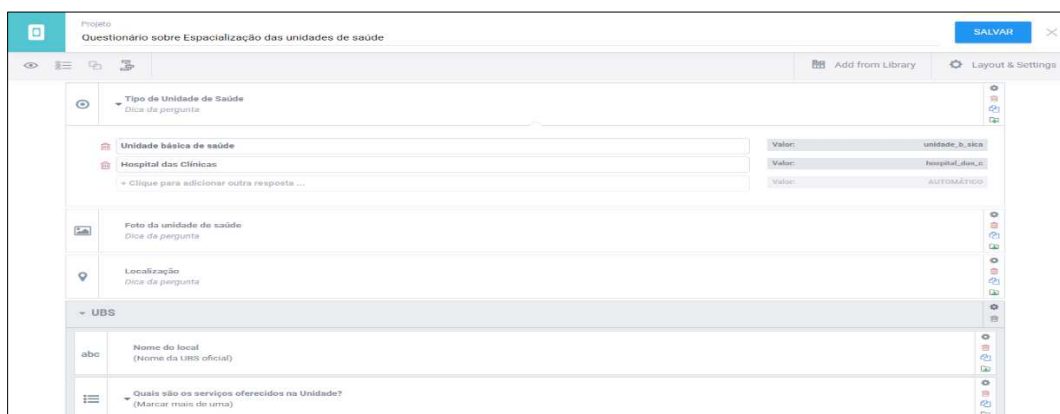 Projeto
Questionário sobre Espacialização das unidades de saúde
SALVAR
Add from Library
Layout & Settings
Tipo de Unidade de Saúde
Dica da pergunta
Unidade básica de saúde
Valor:
unidade_b_sica
Hospital das Clínicas
Valor:
hospital_das_c
+ Clique para adicionar outra resposta ...
Valor:
AUTOMÁTICO
Foto da unidade de saúde
Dica da pergunta
Localização
Dica da pergunta
UBS
abc
Nome do local
(Nome da UBS oficial)
Quais são os serviços oferecidos na Unidade?
(Marcar mais de uma)